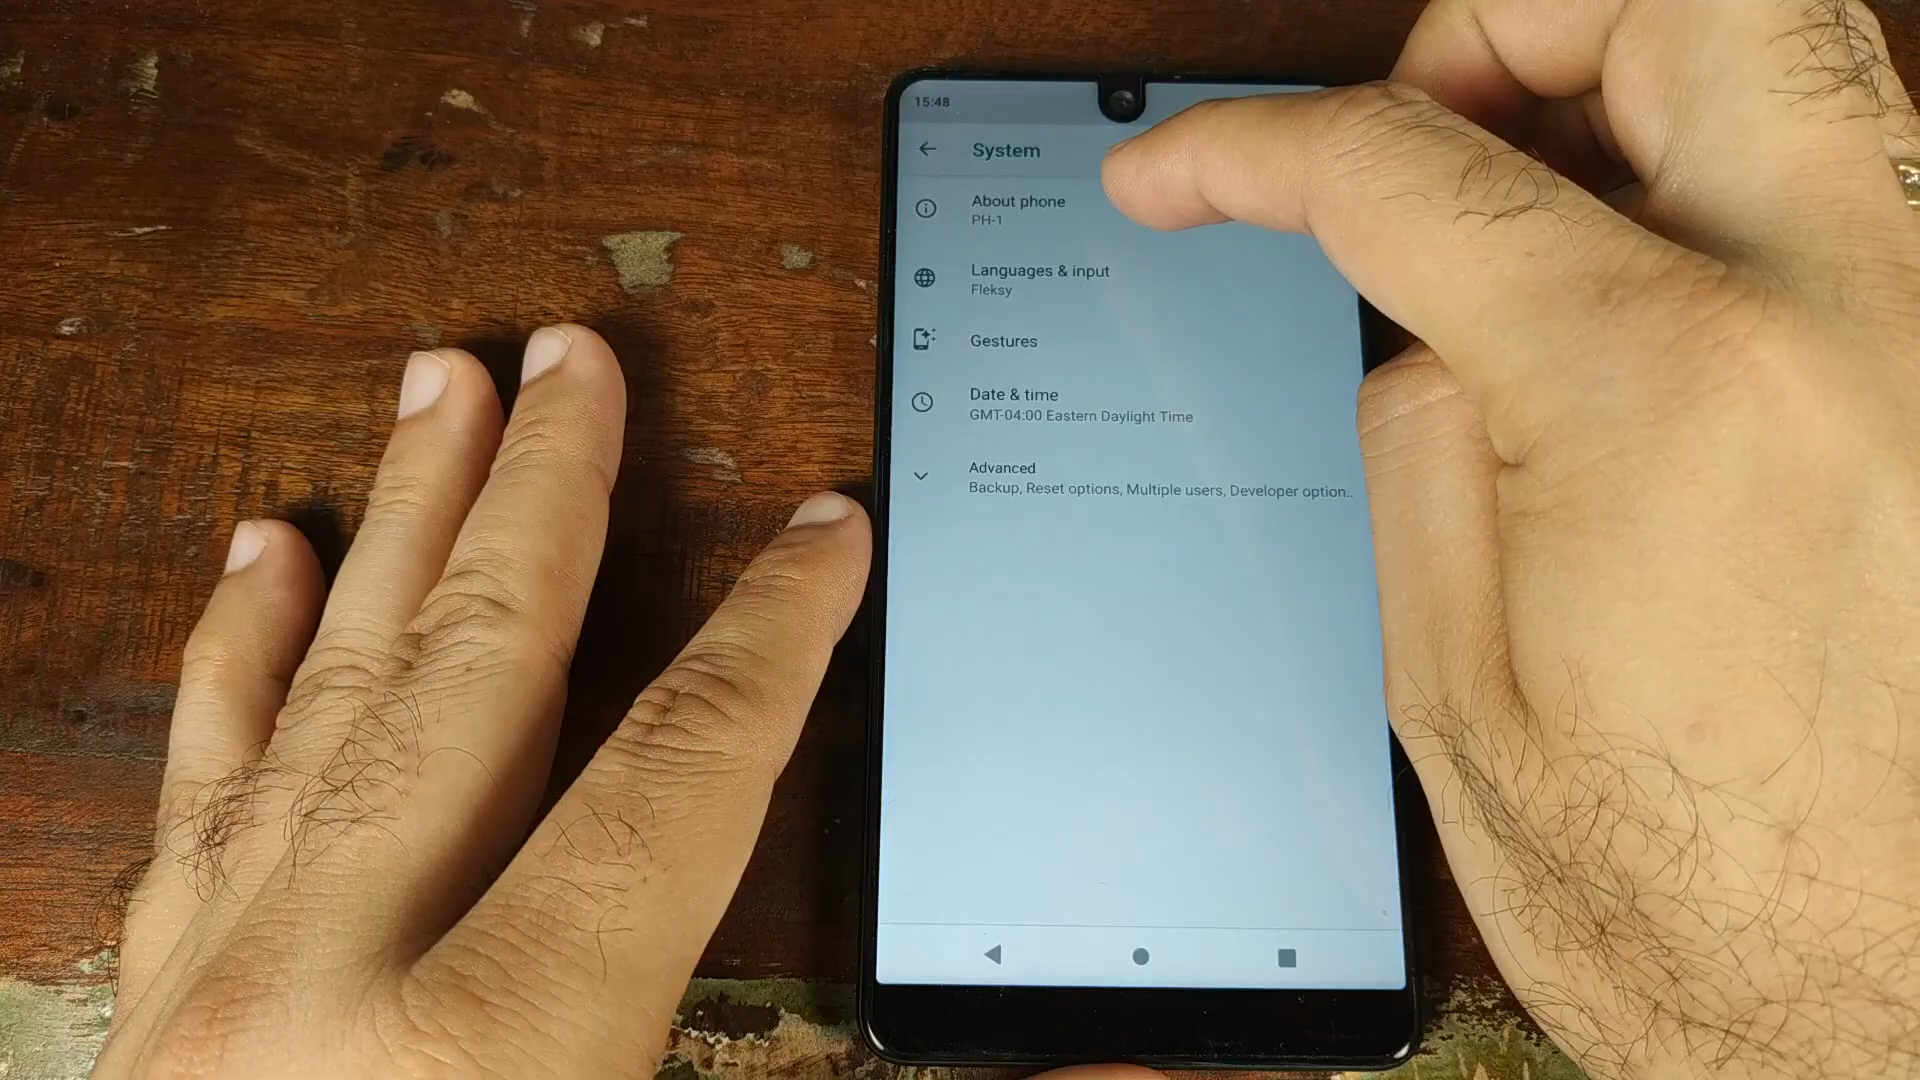 15:48
System
About phone
PH-1
Languages & input
Fleksy
Gestures
Date & time
GMT-04:00 Eastern Daylight Time
Advanced
Backup, Reset options, Multiple users, Developer option..